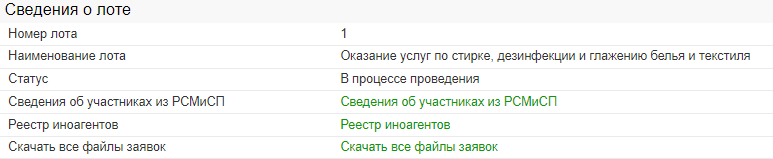 Сведения о лоте
Номер лота 1
Наименование лота Оказание услуг по стирке, дезинфекции и глажению белья и текстиля
Статус В процессе проведения
Сведения об участниках из РСМиСП Сведения об участниках из РСМиСП
Реестр иноагентов Реестр иноагентов
Скачать все файлы заявок Скачать все файлы заявок